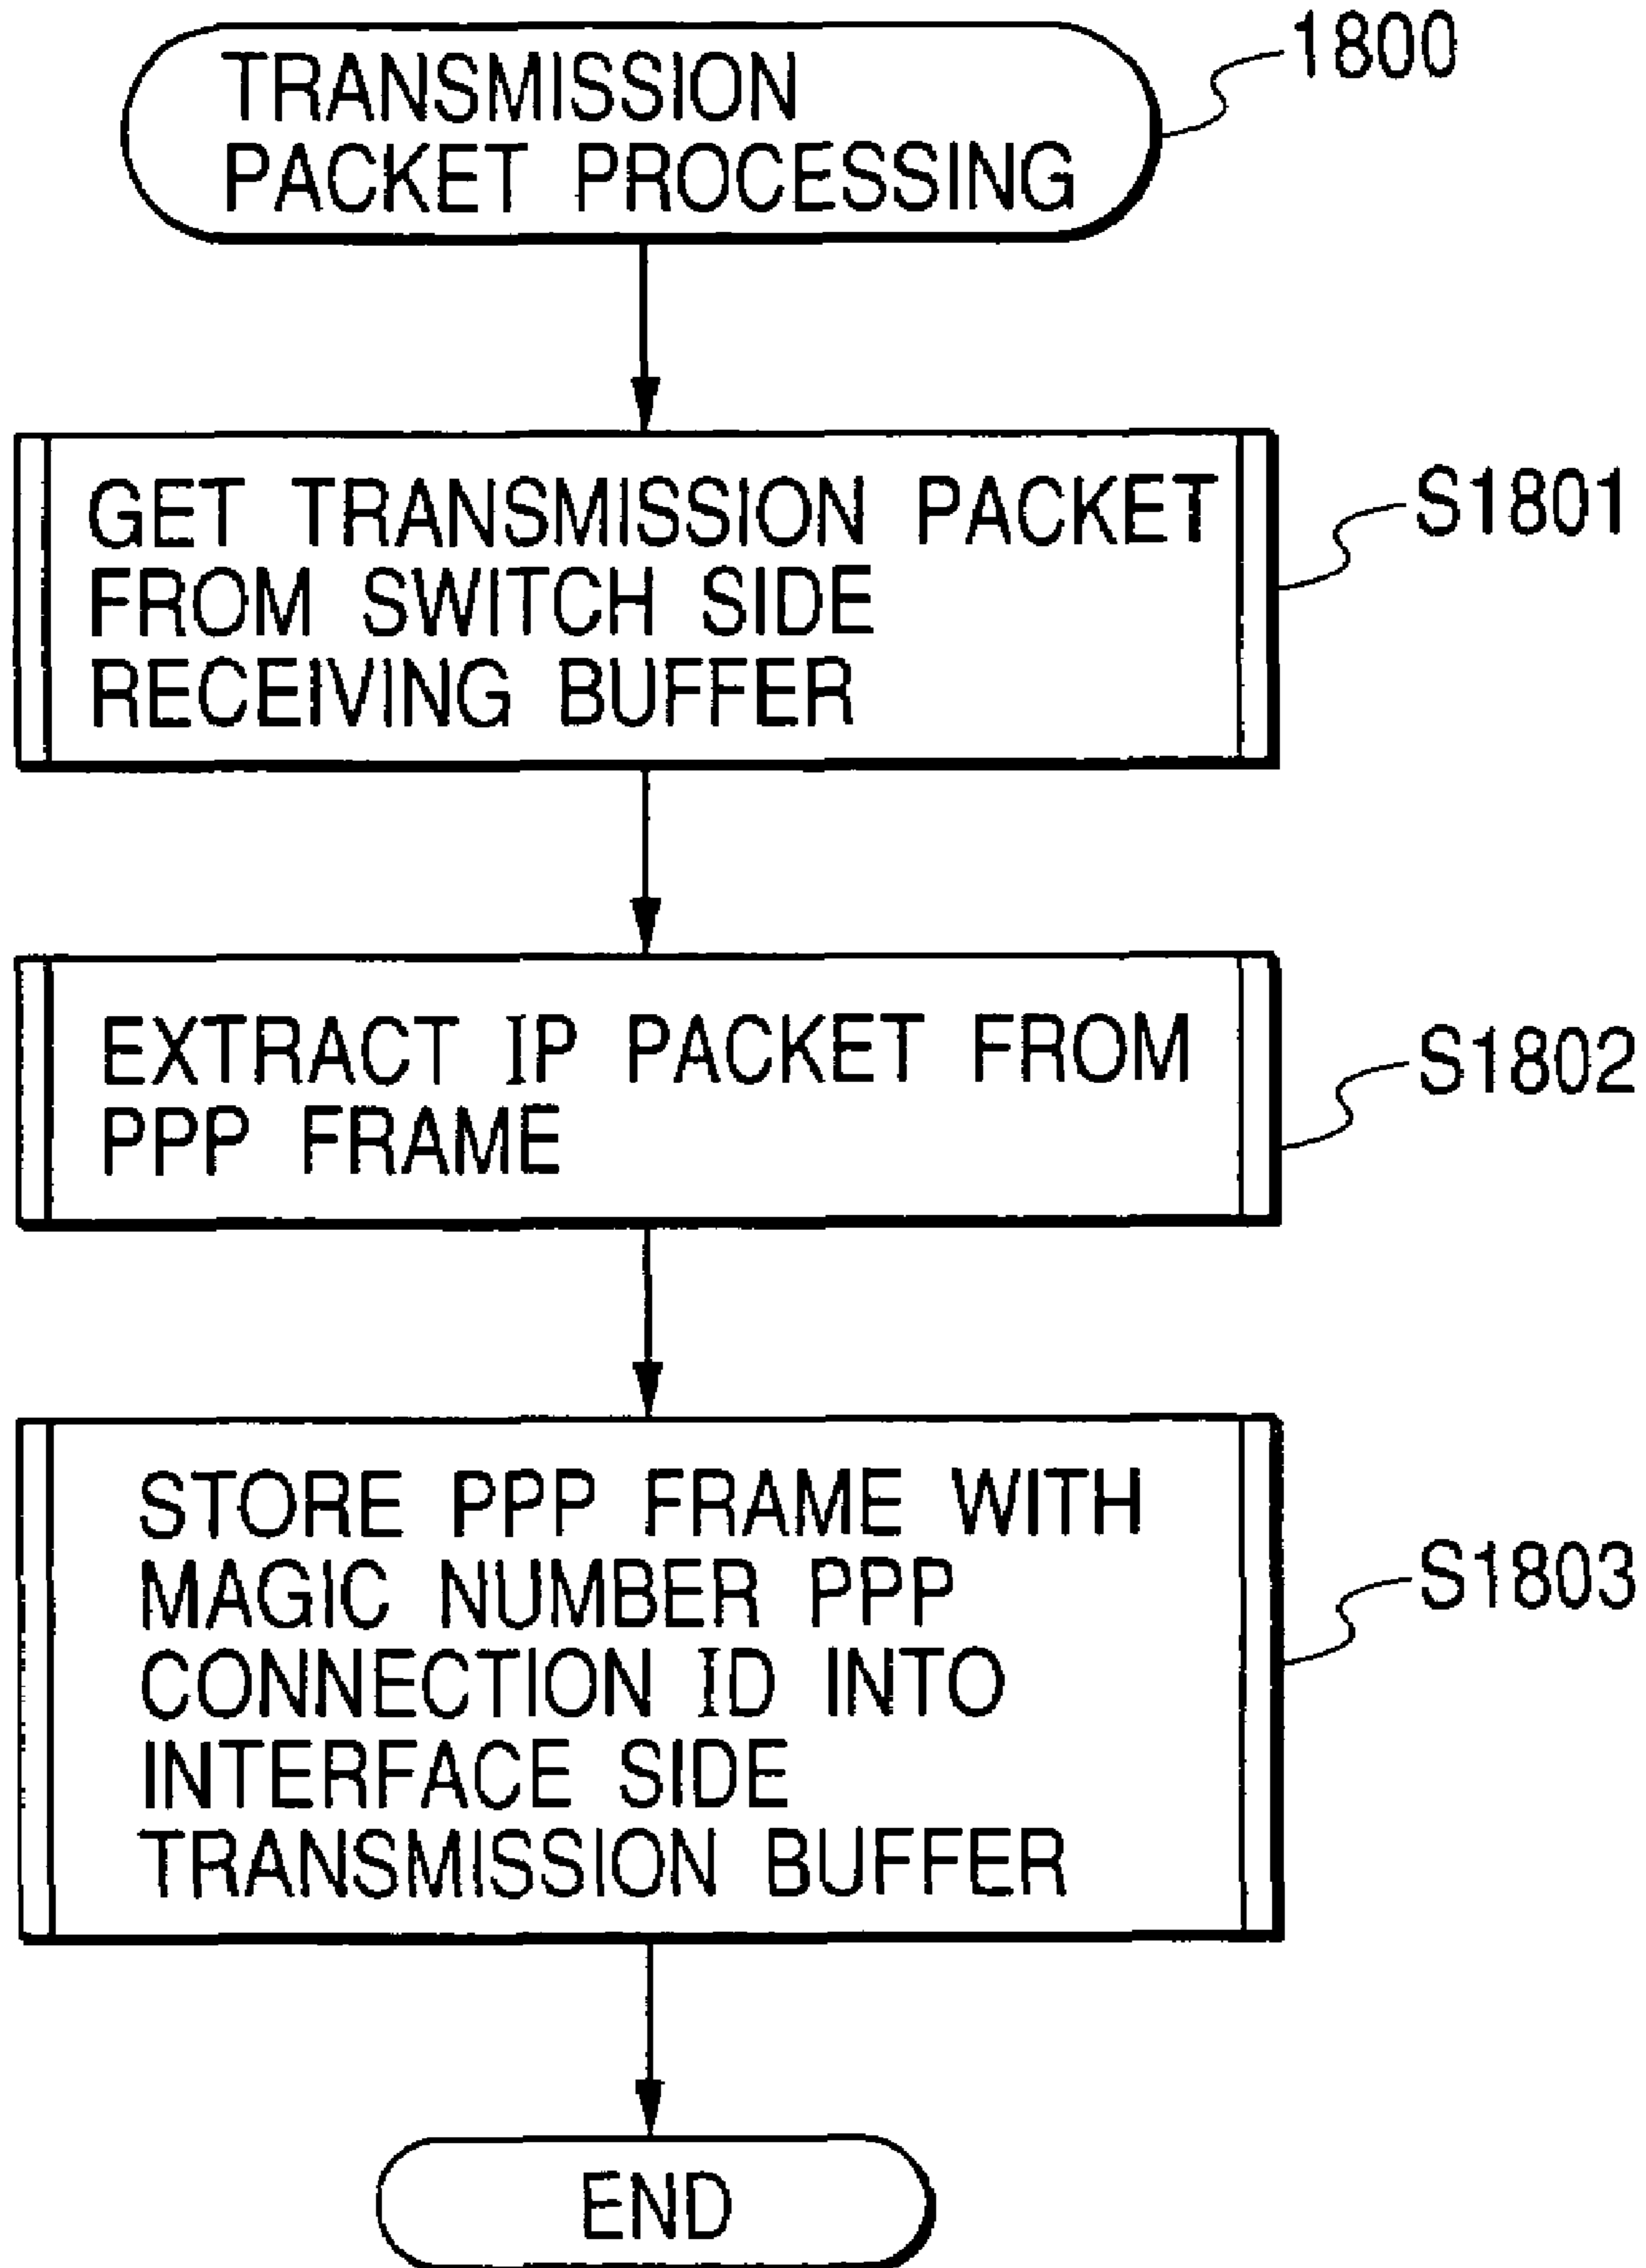 TRANSMISSION
PACKET PROCESSING
1800
GET TRANSMISSION PACKET
FROM SWITCH SIDE
RECEIVING BUFFER
S1801
EXTRACT IP PACKET FROM
PPP FRAME
S1802
STORE PPP FRAME WITH
MAGIC NUMBER PPP
CONNECTION ID INTO
INTERFACE SIDE
TRANSMISSION BUFFER
S1803
END